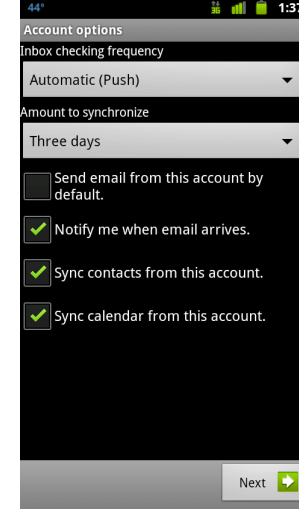 44° 3G 1:37
Account options
Inbox checking frequency
Automatic (Push)
Amount to synchronize
Three days
Send email from this account by
default.
Notify me when email arrives.
Sync contacts from this account.
Sync calendar from this account.
Next